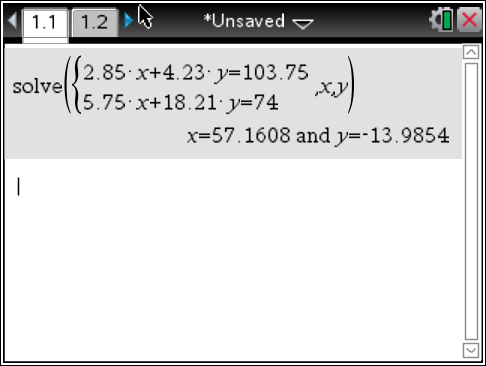 1.1 1.2 *Unsaved
2.85·x+4.23·y=103.75
solve( ,x,y)
5.75·x+18.21·y=74
x=57.1608 and y=-13.9854